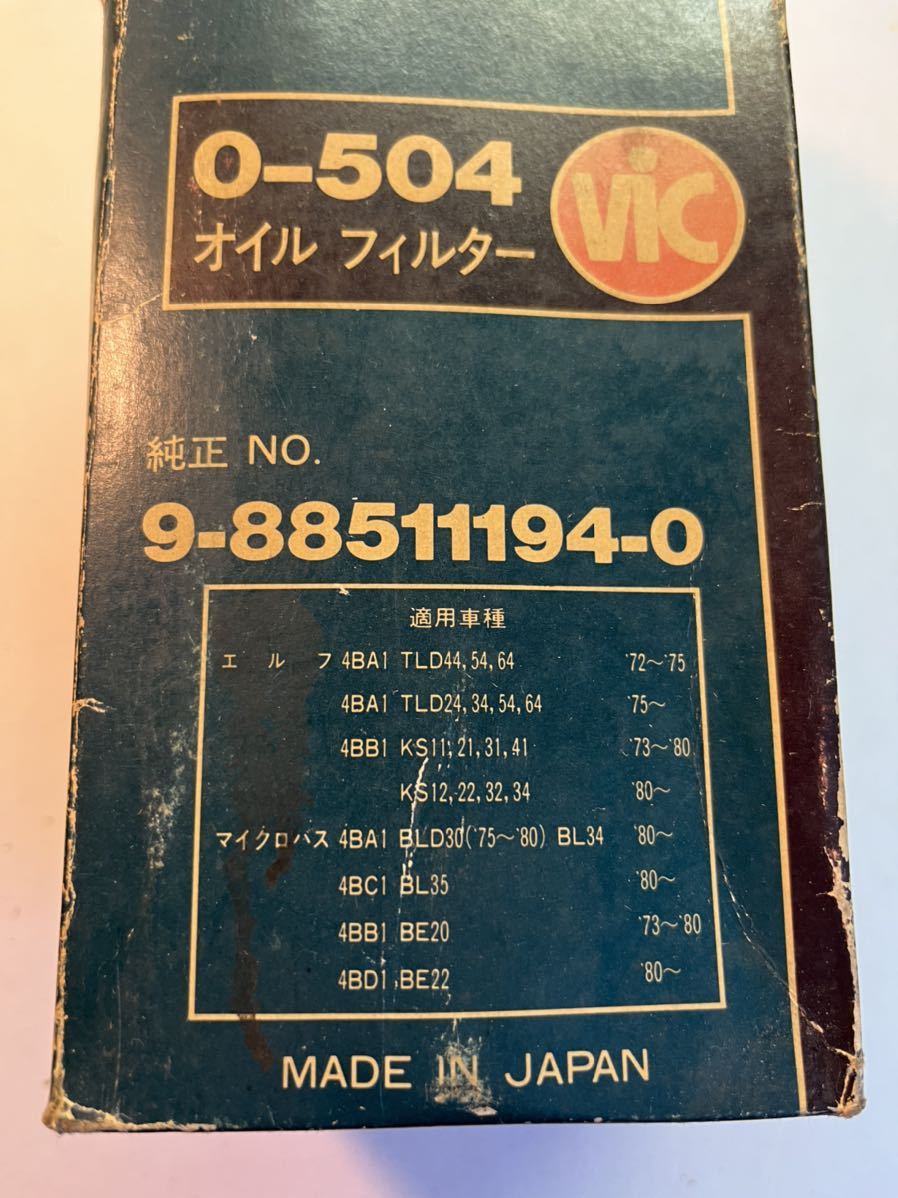 O-504
オイル フィルター
ViC
純正 NO.
9-88511194-0
適用車種
エルフ 4BA1 TLD44,54,64 '72〜'75
4BA1 TLD24,34,54,64 '75〜
4BB1 KS11,21,31,41 '73〜'80
KS12,22,32,34 '80〜
マイクロバス 4BA1 BLD30('75〜'80) BL34 '80〜
4BC1 BL35 '80〜
4BB1 BE20 '73〜'80
4BD1 BE22 '80〜
MADE IN JAPAN